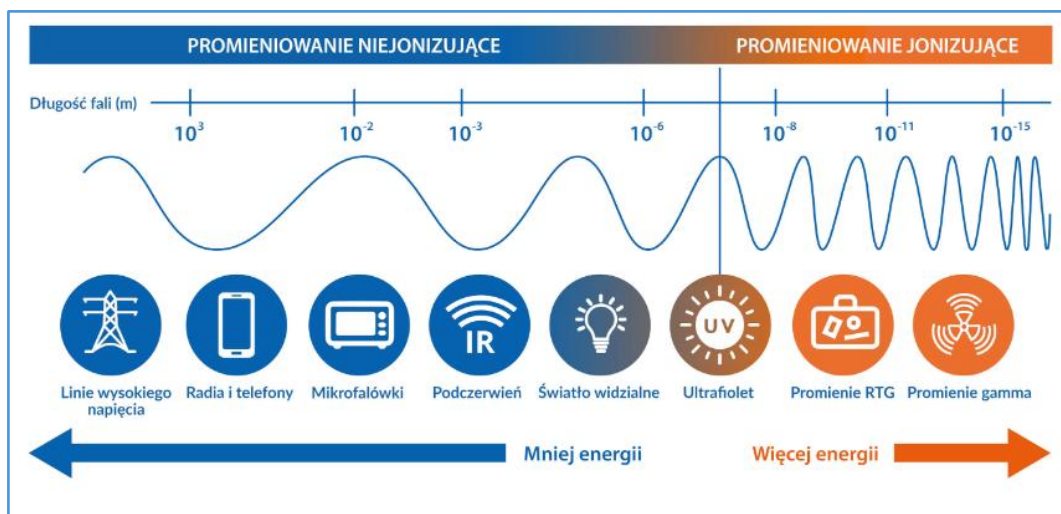 PROMIENIOWANIE NIEJONIZUJĄCE
PROMIENIOWANIE JONIZUJĄCE
Długość fali (m)
10³
10⁻²
10⁻³
10⁻⁶
10⁻⁸
10⁻¹¹
10⁻¹⁵
IR
UV
Linie wysokiego
napięcia
Radia i telefony
Mikrofalówki
Podczerwień
Światło widzialne
Ultrafiolet
Promienie RTG
Promienie gamma
Mniej energii
Więcej energii